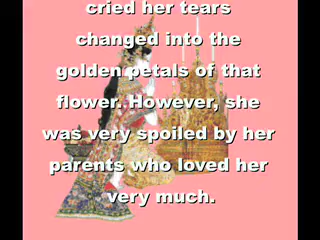 cried her tears
changed into the
golden petals of that
flower. However, she
was very spoiled by her
parents who loved her
very much.